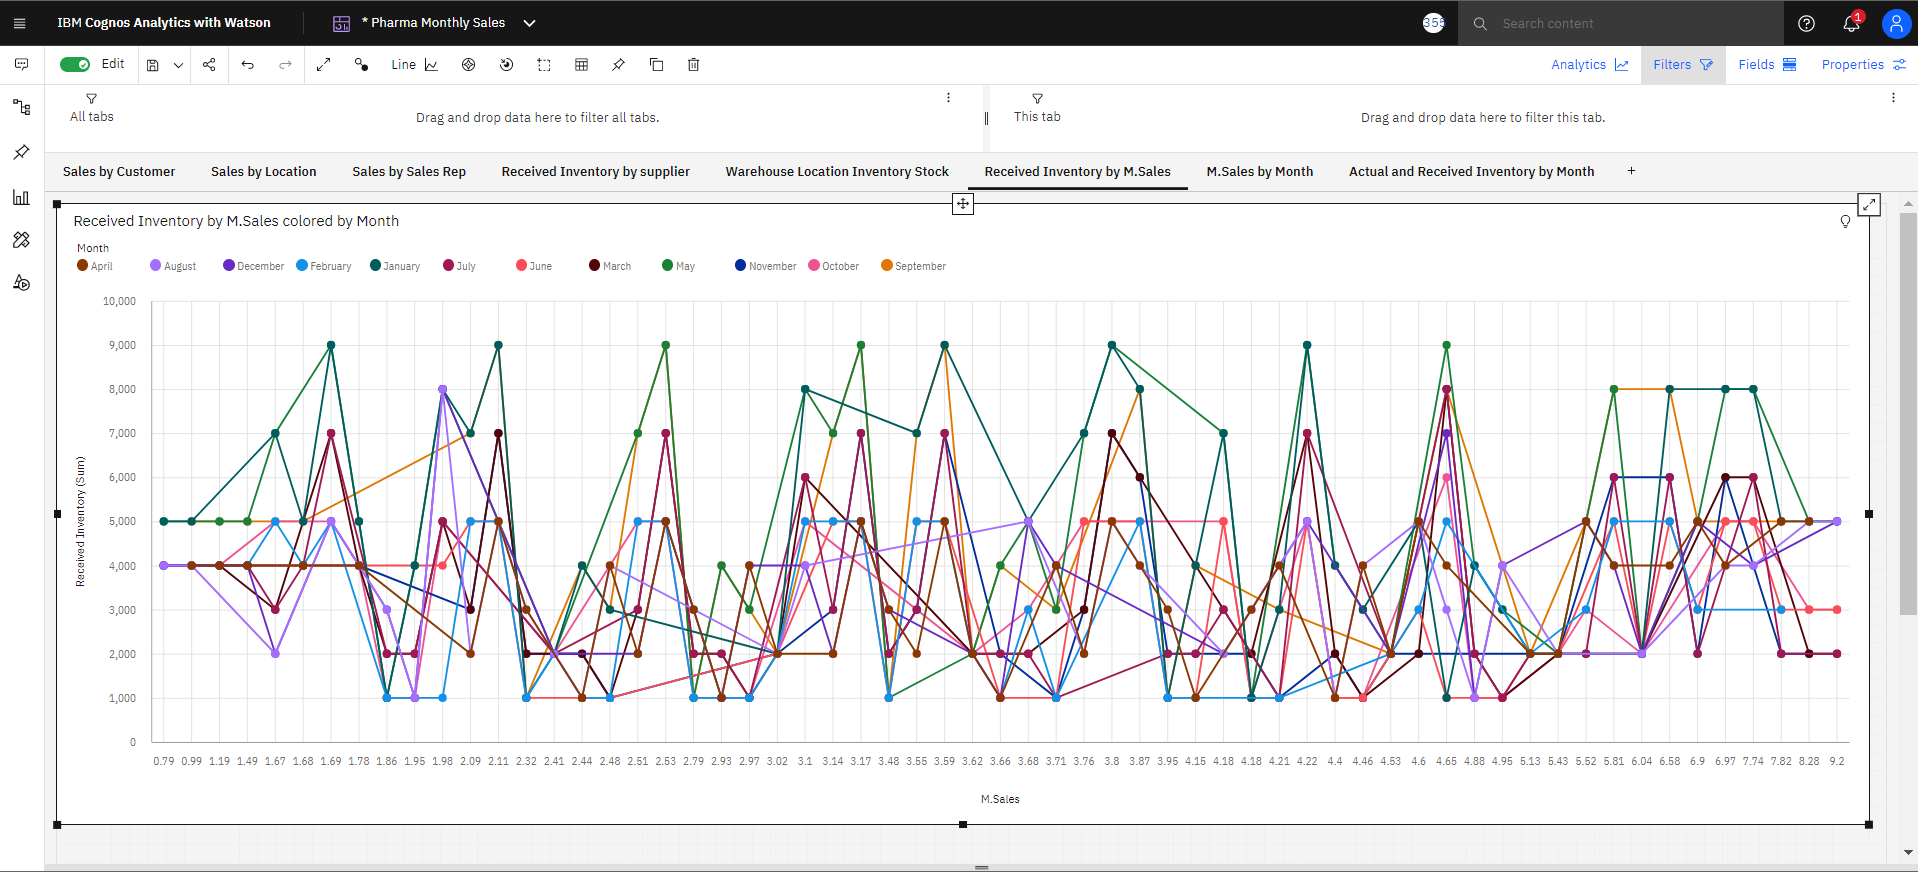 IBM Cognos Analytics with Watson
* Pharma Monthly Sales
359
Search content
1
Edit
Line
Analytics
Filters
Fields
Properties
All tabs
Drag and drop data here to filter all tabs.
This tab
Drag and drop data here to filter this tab.
Sales by Customer
Sales by Location
Sales by Sales Rep
Received Inventory by supplier
Warehouse Location Inventory Stock
Received Inventory by M.Sales
M.Sales by Month
Actual and Received Inventory by Month
+
Received Inventory by M.Sales colored by Month
Month
April August December February January July June March May November October September
Received Inventory (Sum)
10,000
9,000
8,000
7,000
6,000
5,000
4,000
3,000
2,000
1,000
0
0.79 0.99 1.19 1.49 1.67 1.68 1.69 1.78 1.86 1.95 1.98 2.09 2.11 2.32 2.41 2.44 2.48 2.51 2.53 2.79 2.93 2.97 3.02 3.1 3.14 3.17 3.48 3.55 3.59 3.62 3.66 3.68 3.71 3.76 3.8 3.87 3.95 4.15 4.18 4.18 4.21 4.22 4.4 4.46 4.53 4.6 4.65 4.88 4.95 5.13 5.43 5.52 5.81 6.04 6.58 6.9 6.97 7.74 7.82 8.28 9.2
M.Sales